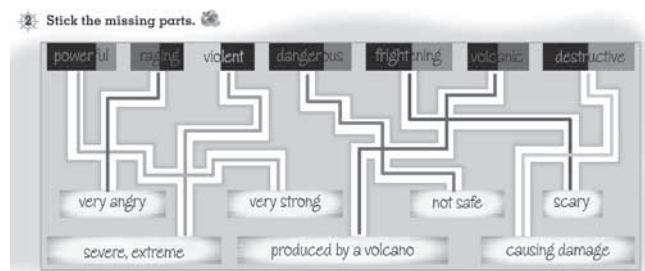 2 Stick the missing parts.
powerful raging violent dangerous frightening volcanic destructive
very angry very strong not safe scary
severe, extreme produced by a volcano causing damage